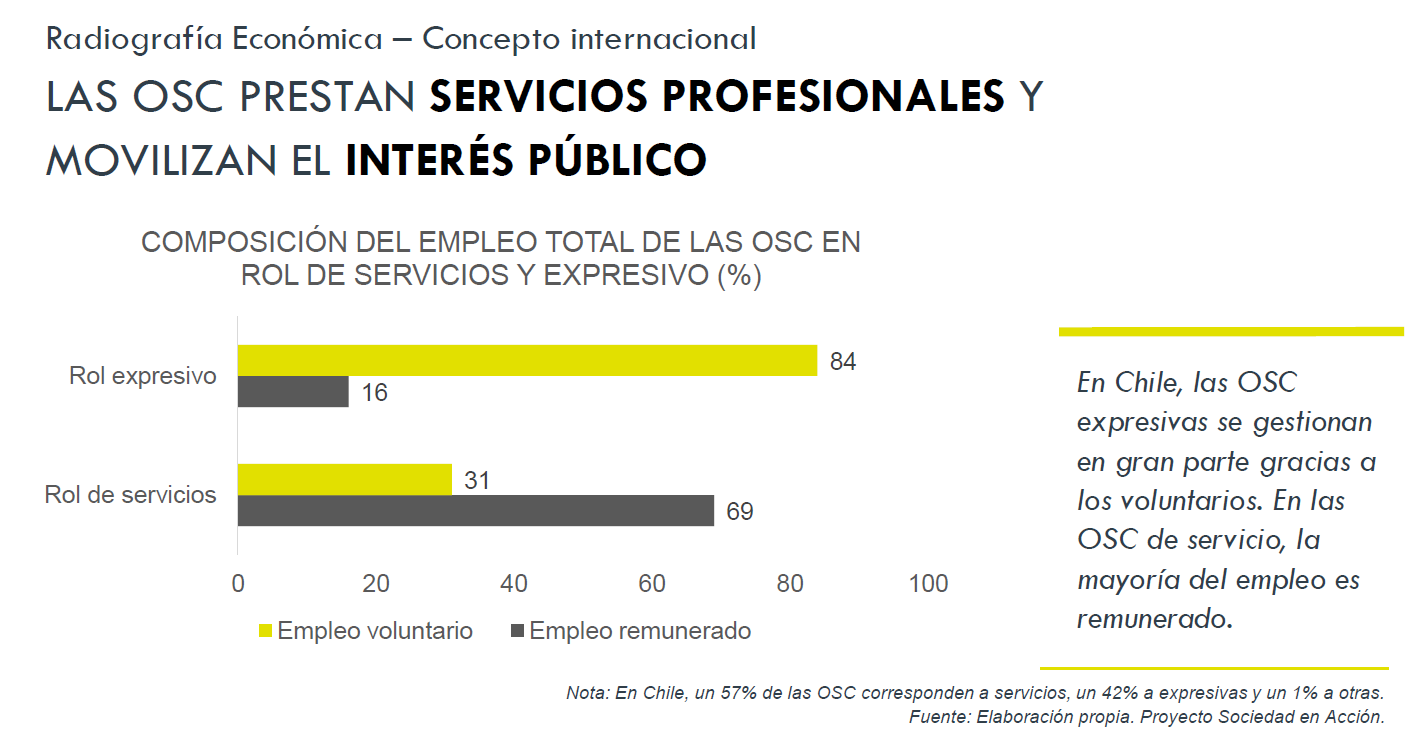 Radiografía Económica – Concepto internacional
LAS OSC PRESTAN SERVICIOS PROFESIONALES Y
MOVILIZAN EL INTERÉS PÚBLICO
COMPOSICIÓN DEL EMPLEO TOTAL DE LAS OSC EN
ROL DE SERVICIOS Y EXPRESIVO (%)
Rol expresivo
84
16
Rol de servicios
31
69
0 20 40 60 80 100
Empleo voluntario Empleo remunerado
En Chile, las OSC
expresivas se gestionan
en gran parte gracias a
los voluntarios. En las
OSC de servicio, la
mayoría del empleo es
remunerado.
Nota: En Chile, un 57% de las OSC corresponden a servicios, un 42% a expresivas y un 1% a otras.
Fuente: Elaboración propia. Proyecto Sociedad en Acción.